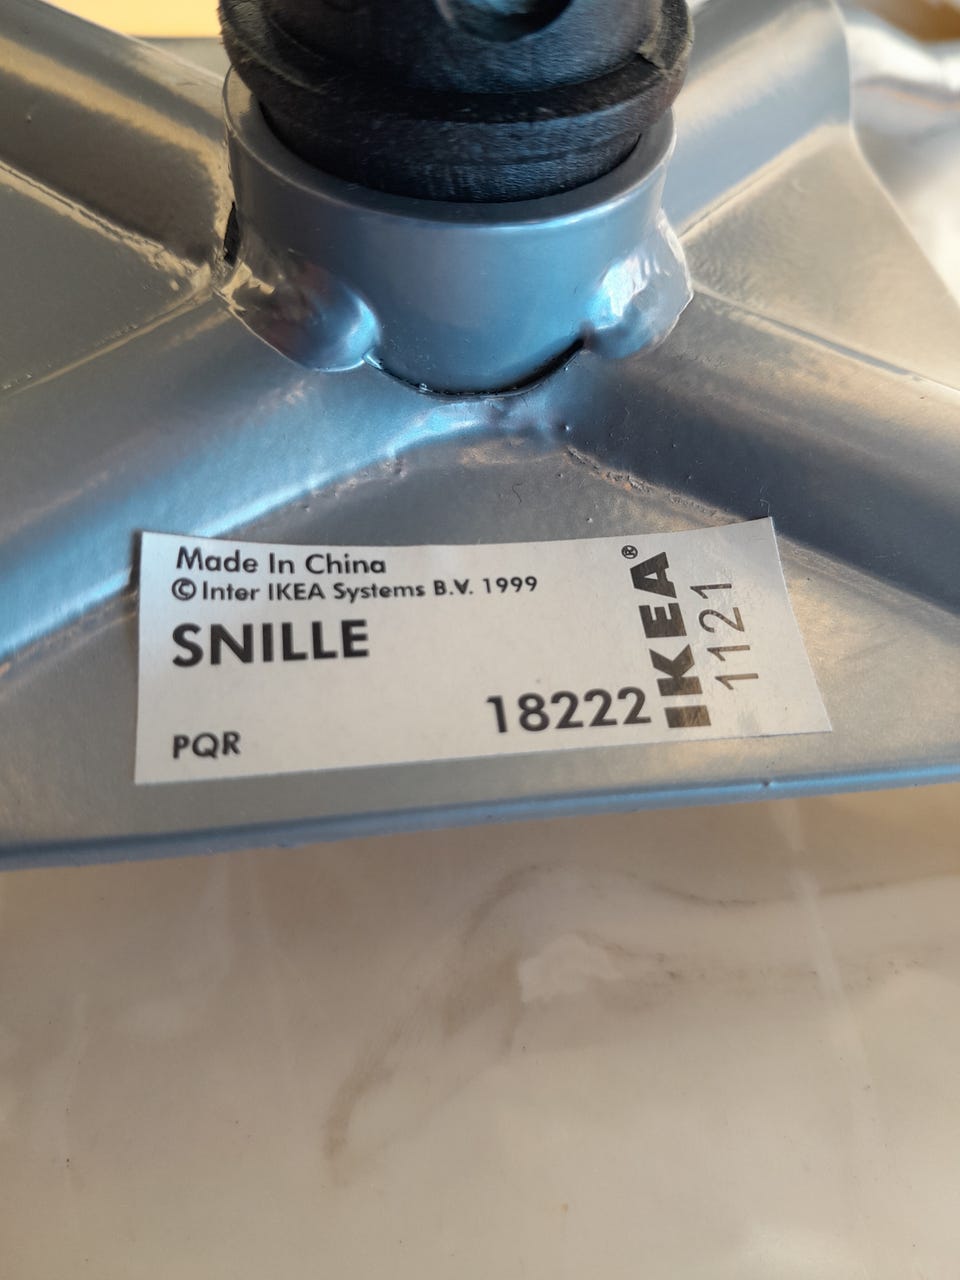 Made In China
© Inter IKEA Systems B.V. 1999
SNILLE
18222
PQR
IKEA®
1121